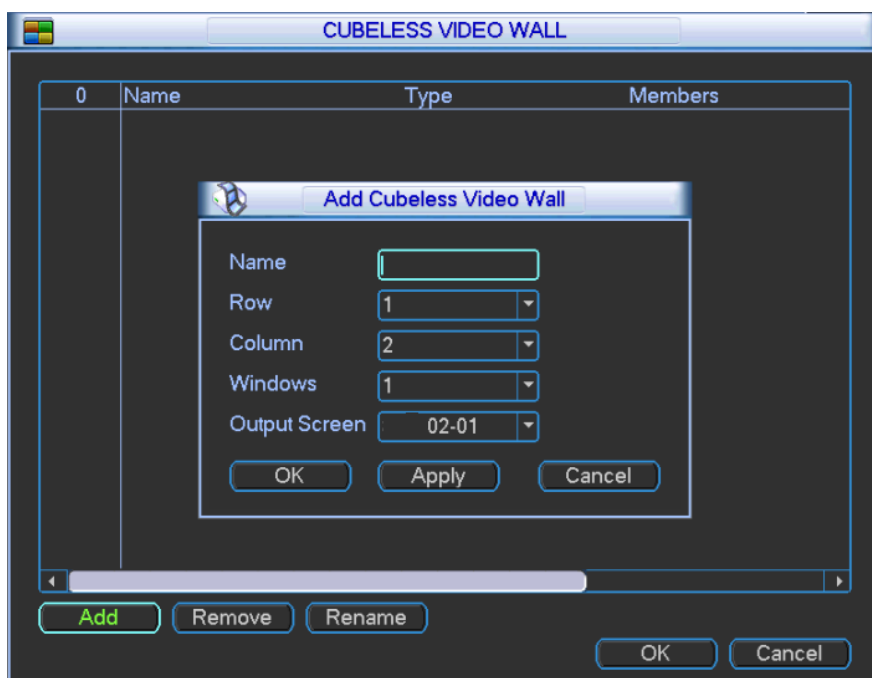 CUBELESS VIDEO WALL
0 Name Type Members
Add Cubeless Video Wall
Name
Row 1
Column 2
Windows 1
Output Screen 02-01
OK Apply Cancel
Add Remove Rename
OK Cancel